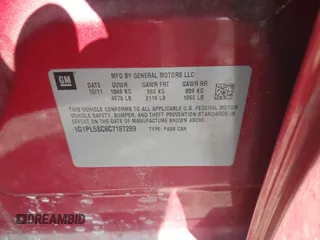 GM
MFD BY GENERAL MOTORS LLC
DATE GVWR GAWR FRT GAWR RR
10/11 1849 KG 960 KG 889 KG
4076 LB 2116 LB 1960 LB
THIS VEHICLE CONFORMS TO ALL APPLICABLE U.S. FEDERAL
MOTOR VEHICLE SAFETY, BUMPER, AND THEFT PREVENTION
STANDARDS IN EFFECT ON THE DATE OF MANUFACTURE
SHOWN ABOVE.
1G1PL5SC8C7187289 TYPE: PASS CAR
DREAMBID